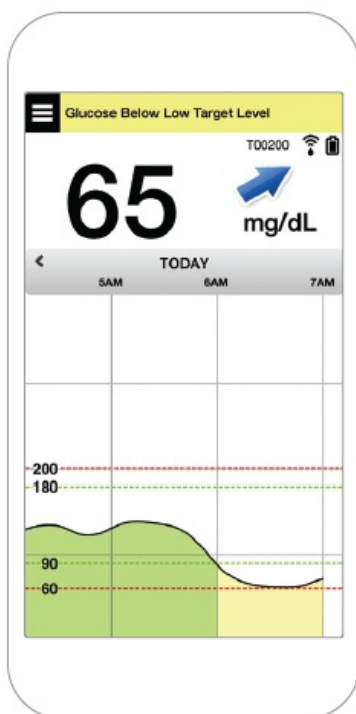 Glucose Below Low Target Level
T00200
65
mg/dL
TODAY
5AM 6AM 7AM
200
180
90
60